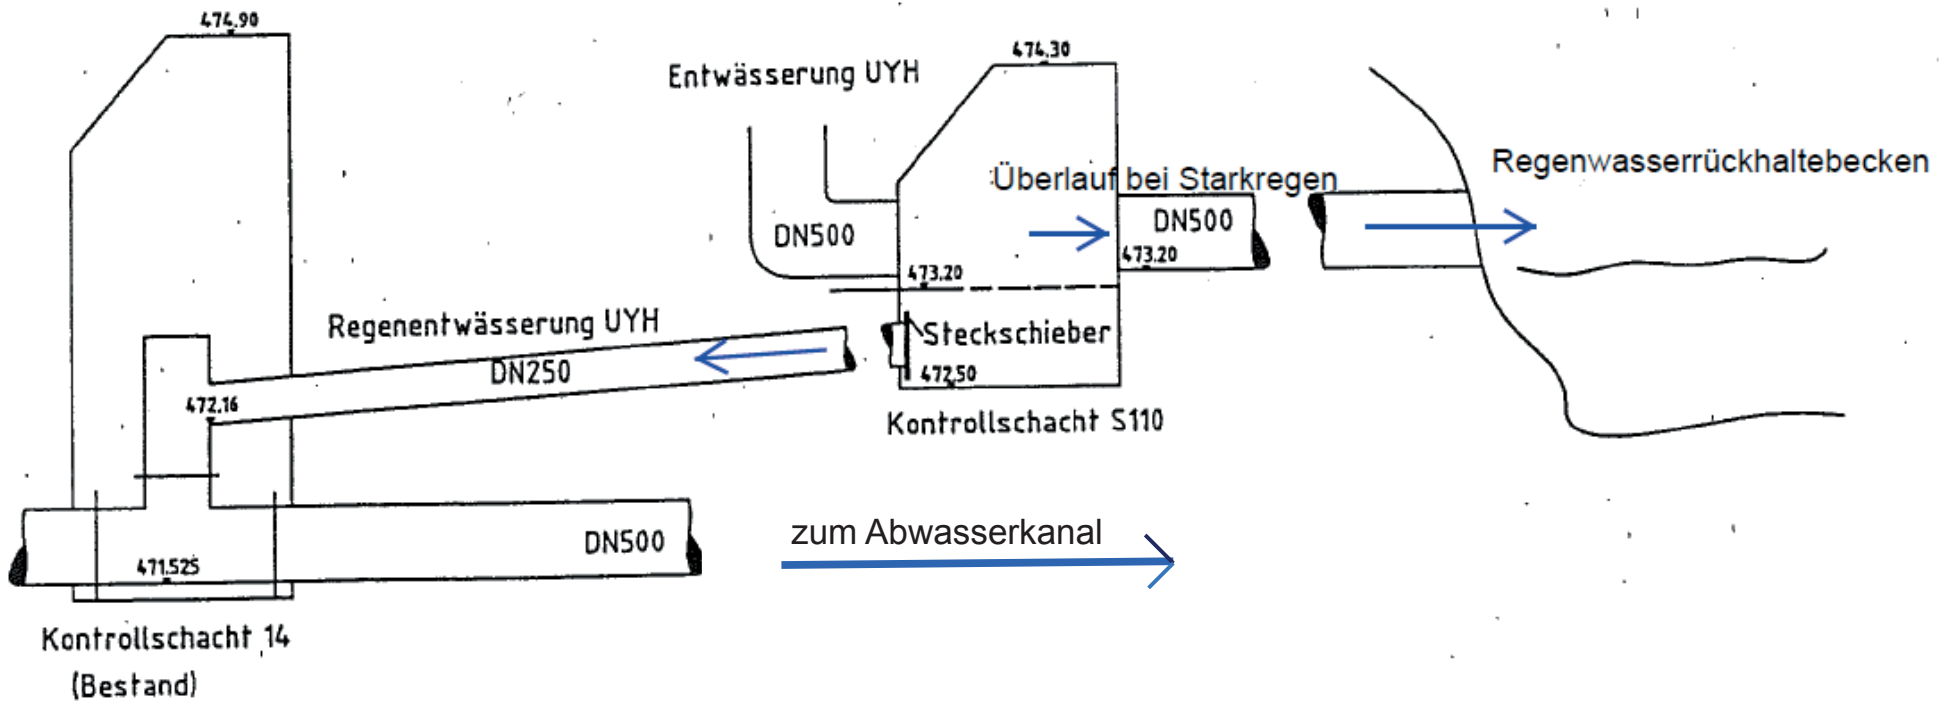 474.90
474.30
Entwässerung UYH
Regenwasserrückhaltebecken
Überlauf bei Starkregen
DN500
DN500
473.20
473.20
Regenentwässerung UYH
Steckschieber
DN250
472.50
472.16
Kontrollschacht S110
zum Abwasserkanal
DN500
471.525
Kontrollschacht 14
(Bestand)